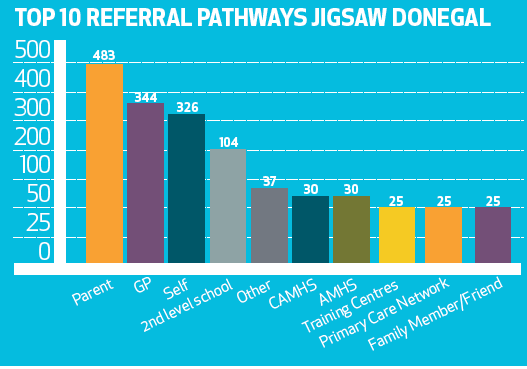 TOP 10 REFERRAL PATHWAYS JIGSAW DONEGAL
500
400
300
200
100
50
25
0
483
344
326
104
37
30
30
25
25
25
Parent
GP
Self
2nd level school
Other
CAMHS
AMHS
Training Centres
Primary Care Network
Family Member/Friend